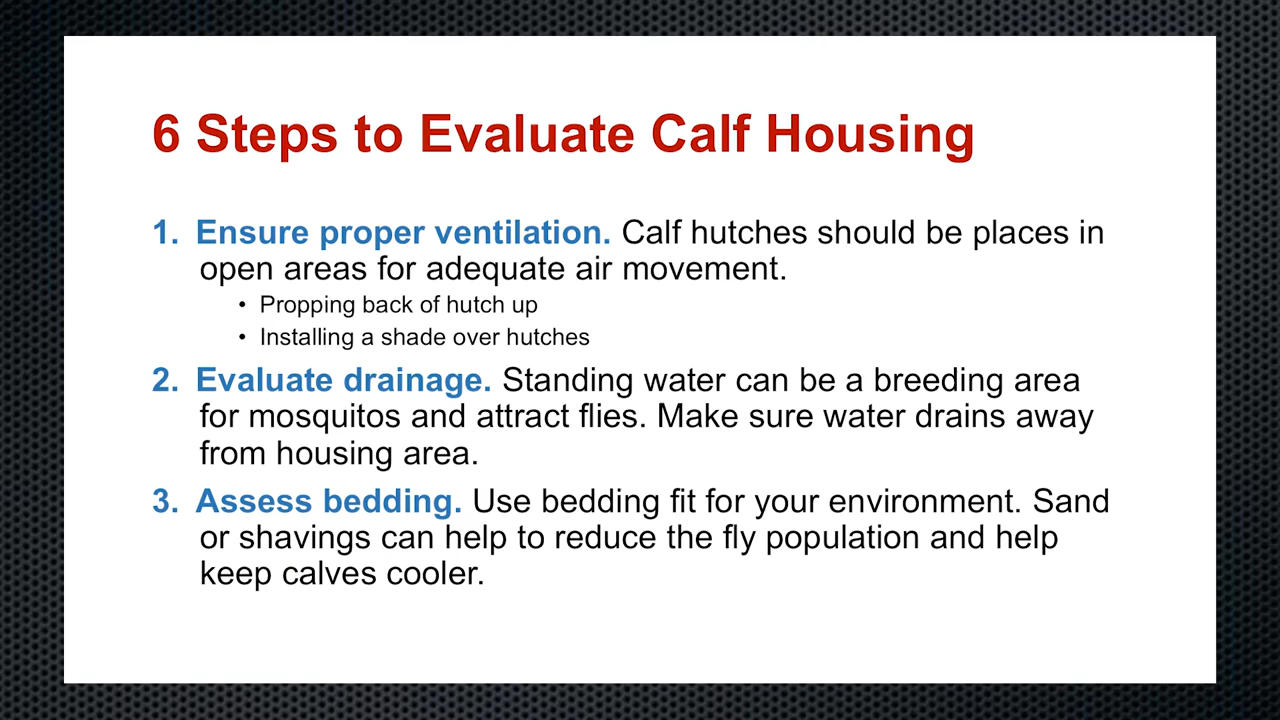 6 Steps to Evaluate Calf Housing
1. Ensure proper ventilation. Calf hutches should be places in
open areas for adequate air movement.
• Propping back of hutch up
• Installing a shade over hutches
2. Evaluate drainage. Standing water can be a breeding area
for mosquitos and attract flies. Make sure water drains away
from housing area.
3. Assess bedding. Use bedding fit for your environment. Sand
or shavings can help to reduce the fly population and help
keep calves cooler.